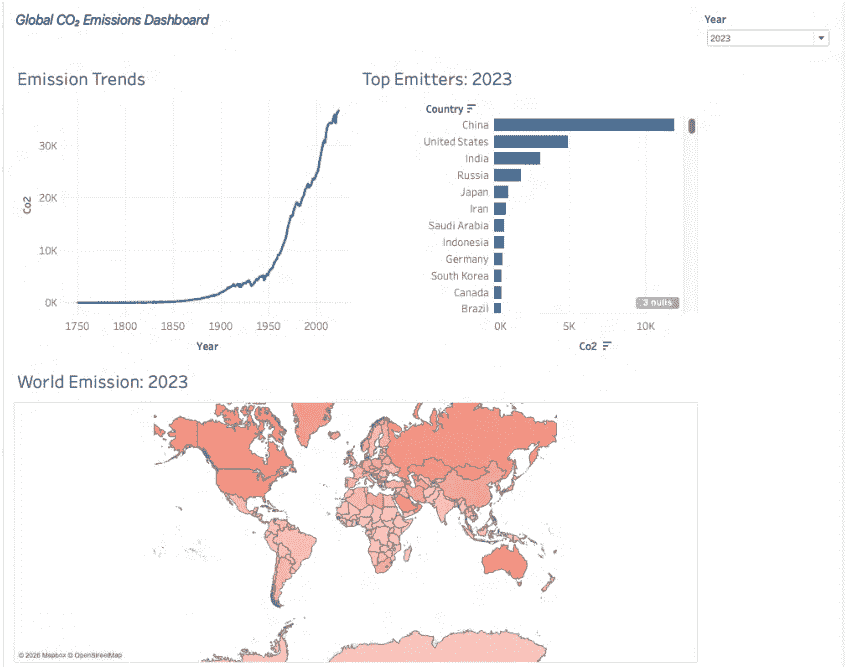 Global CO₂ Emissions Dashboard
Year
2023
Emission Trends
30K
20K
10K
0K
Co2
1750 1800 1850 1900 1950 2000
Year
Top Emitters: 2023
Country
China
United States
India
Russia
Japan
Iran
Saudi Arabia
Indonesia
Germany
South Korea
Canada
Brazil
3 nulls
0K 5K 10K
Co2
World Emission: 2023
© 2026 Mapbox © OpenStreetMap